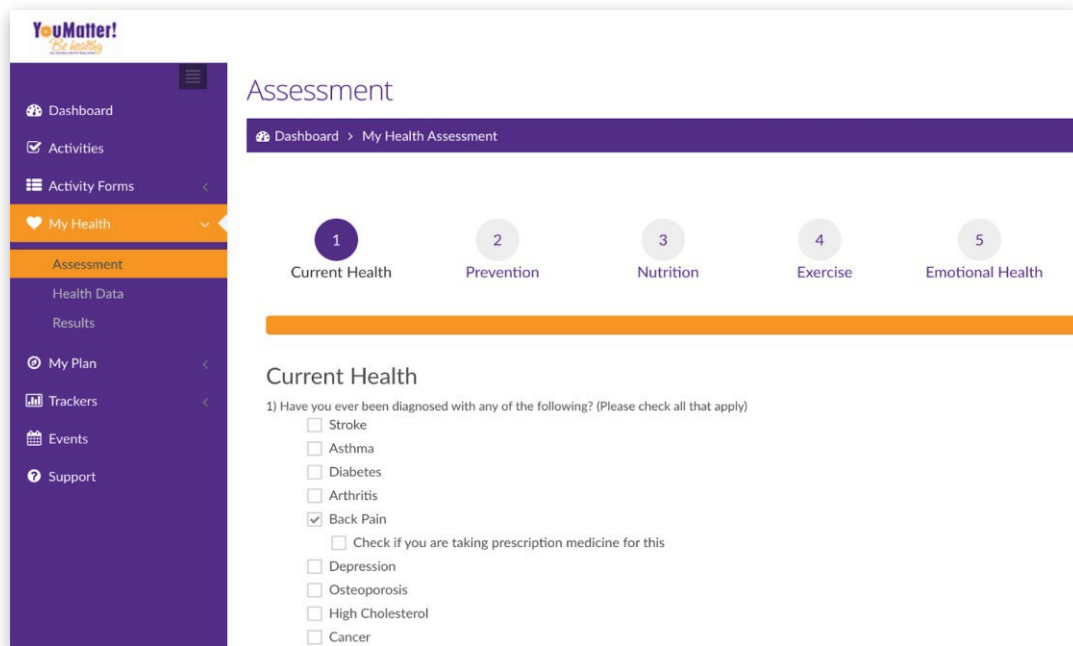 YouMatter!
Be healthy
Dashboard
Activities
Activity Forms
My Health
Assessment
Health Data
Results
My Plan
Trackers
Events
Support
Assessment
Dashboard > My Health Assessment
1
Current Health
2
Prevention
3
Nutrition
4
Exercise
5
Emotional Health
Current Health
1) Have you ever been diagnosed with any of the following? (Please check all that apply)
Stroke
Asthma
Diabetes
Arthritis
Back Pain
Check if you are taking prescription medicine for this
Depression
Osteoporosis
High Cholesterol
Cancer